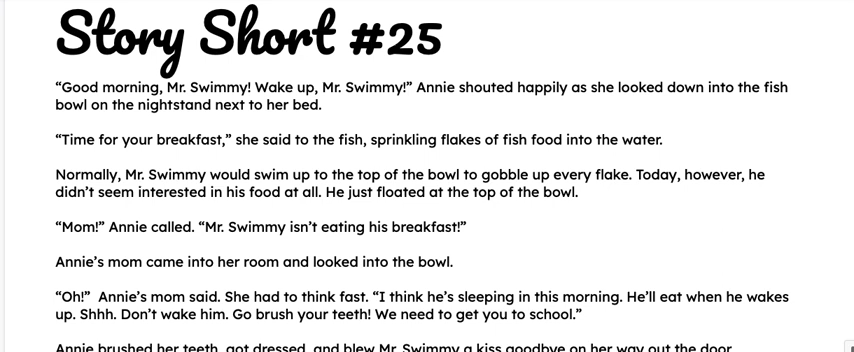 Story Short #25
“Good morning, Mr. Swimmy! Wake up, Mr. Swimmy!” Annie shouted happily as she looked down into the fish
bowl on the nightstand next to her bed.
“Time for your breakfast,” she said to the fish, sprinkling flakes of fish food into the water.
Normally, Mr. Swimmy would swim up to the top of the bowl to gobble up every flake. Today, however, he
didn’t seem interested in his food at all. He just floated at the top of the bowl.
“Mom!” Annie called. “Mr. Swimmy isn’t eating his breakfast!”
Annie’s mom came into her room and looked into the bowl.
“Oh!”  Annie’s mom said. She had to think fast. “I think he’s sleeping in this morning. He’ll eat when he wakes
up. Shhh. Don’t wake him. Go brush your teeth! We need to get you to school.”
Annie brushed her teeth, got dressed, and blew Mr. Swimmy a kiss goodbye on her way out the door